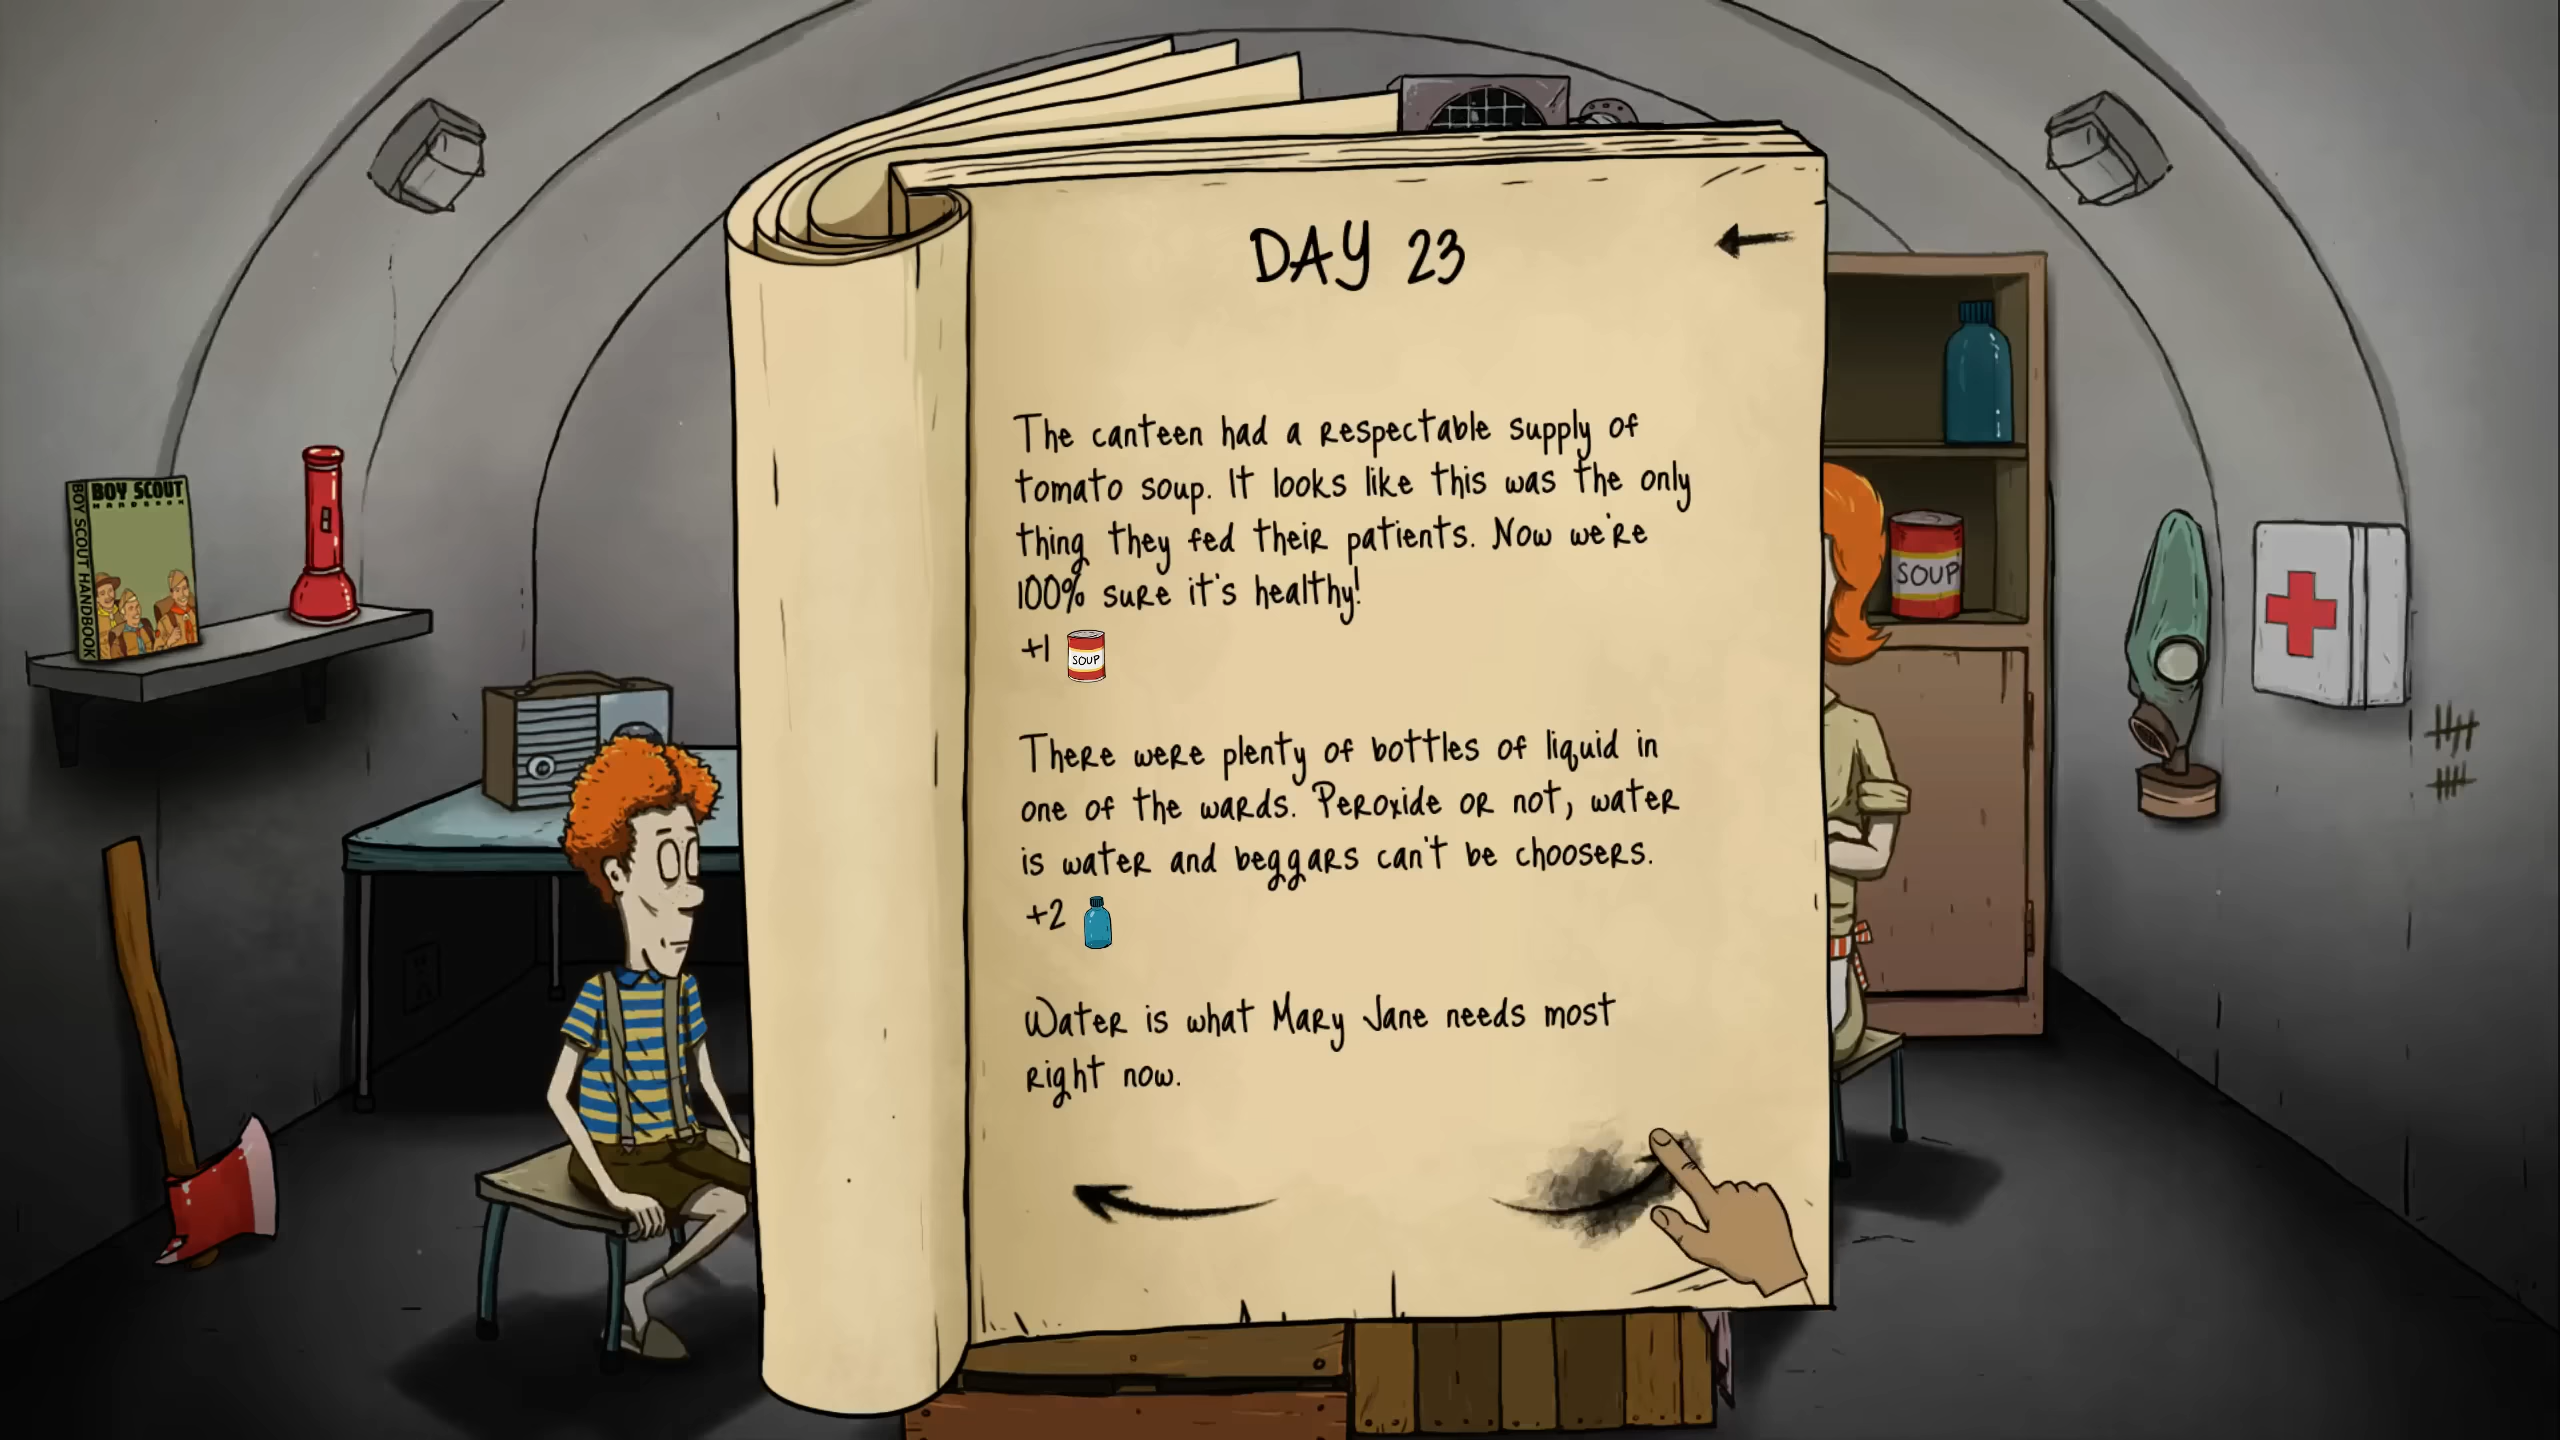 DAY 23
The canteen had a respectable supply of
tomato soup. It looks like this was the only
thing they fed their patients. Now we're
100% sure it's healthy!
+1 SOUP
There were plenty of bottles of liquid in
one of the wards. Peroxide or not, water
is water and beggars can't be choosers.
+2
Water is what Mary Jane needs most
right now.
BOY SCOUT
HANDBOOK
BOY SCOUT HANDBOOK
SOUP